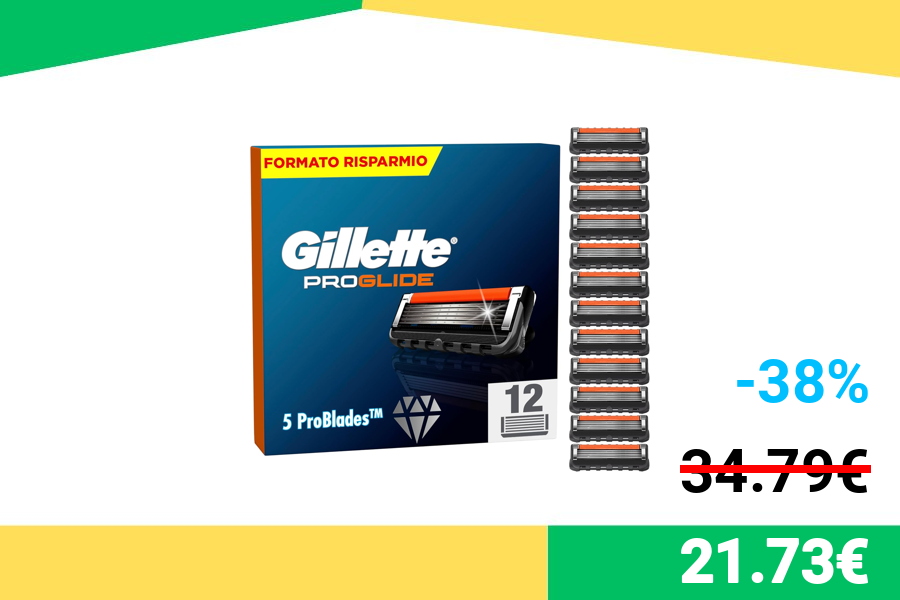 FORMATO RISPARMIO
Gillette®
PROGLIDE
5 ProBlades™
12
-38%
34.79€
21.73€